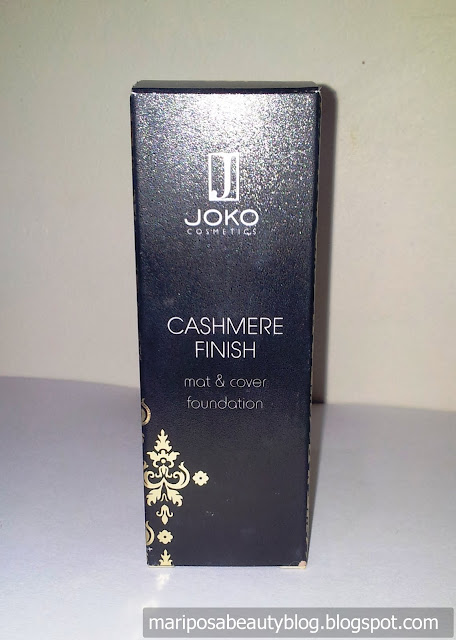 J
JOKO
COSMETICS
CASHMERE
FINISH
mat & cover
foundation
mariposabeautyblog.blogspot.com